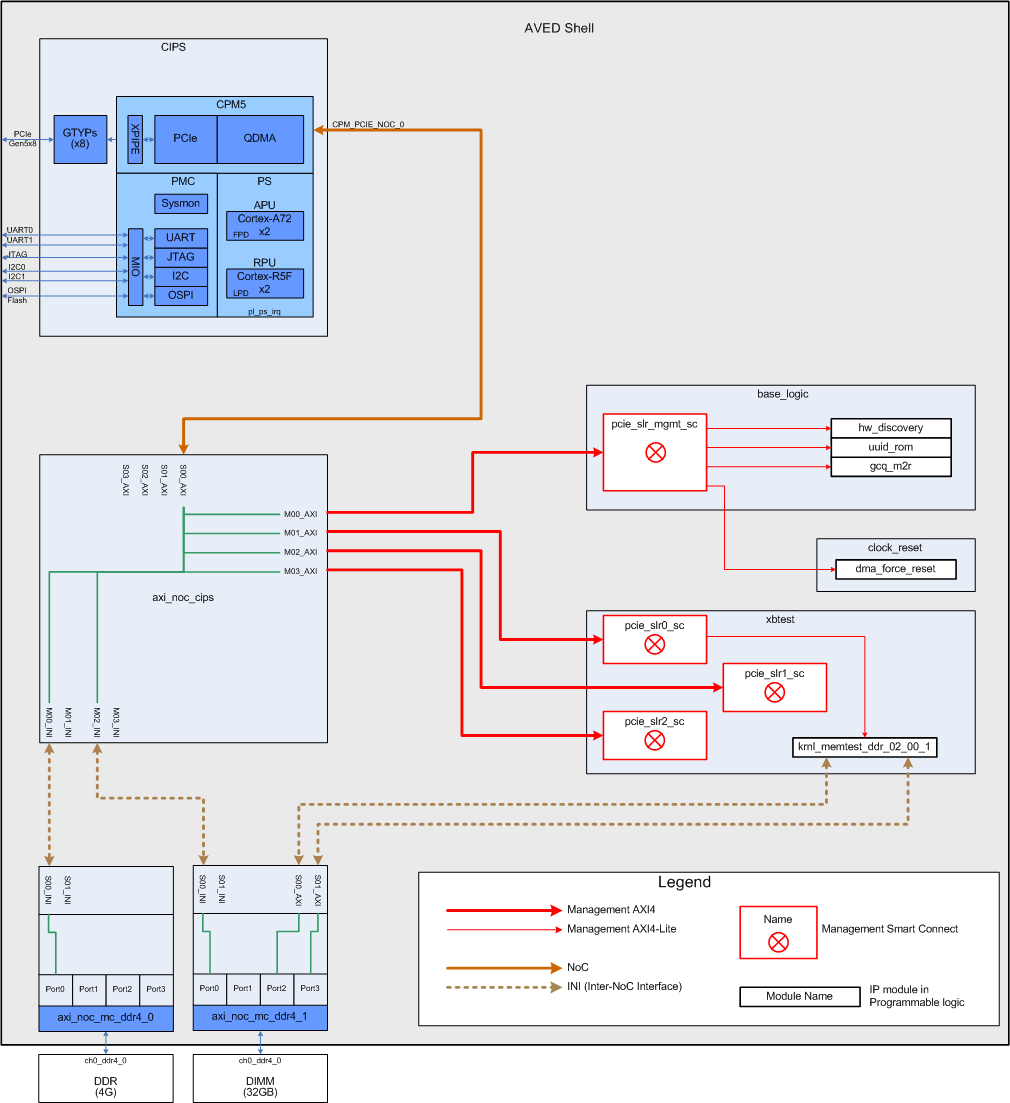 AVED Shell
CIPS
CPM5
GTYPs
(x8)
XPIPE
PCIe
QDMA
CPM_PCIE_NOC_0
PCIe
Gen5x8
PMC
PS
Sysmon
APU
Cortex-A72
x2
FPD
UART0
UART1
JTAG
I2C0
I2C1
OSPI
Flash
MIO
UART
JTAG
I2C
OSPI
RPU
Cortex-R5F
x2
LPD
pl_ps_irq
base_logic
pcie_slr_mgmt_sc
hw_discovery
uuid_rom
gcq_m2r
S03_AXI
S02_AXI
S01_AXI
S00_AXI
M00_AXI
M01_AXI
M02_AXI
M03_AXI
axi_noc_cips
clock_reset
dma_force_reset
xbtest
pcie_slr0_sc
pcie_slr1_sc
pcie_slr2_sc
krnl_memtest_ddr_02_00_1
M00_INI
M01_INI
M02_INI
M03_INI
S00_INI
S01_INI
S00_INI
S01_INI
S00_AXI
S01_AXI
Port0
Port1
Port2
Port3
Port0
Port1
Port2
Port3
axi_noc_mc_ddr4_0
axi_noc_mc_ddr4_1
ch0_ddr4_0
DDR
(4G)
ch0_ddr4_0
DIMM
(32GB)
Legend
Management AXI4
Management AXI4-Lite
NoC
INI (Inter-NoC Interface)
Name
Management Smart Connect
Module Name
IP module in
Programmable logic